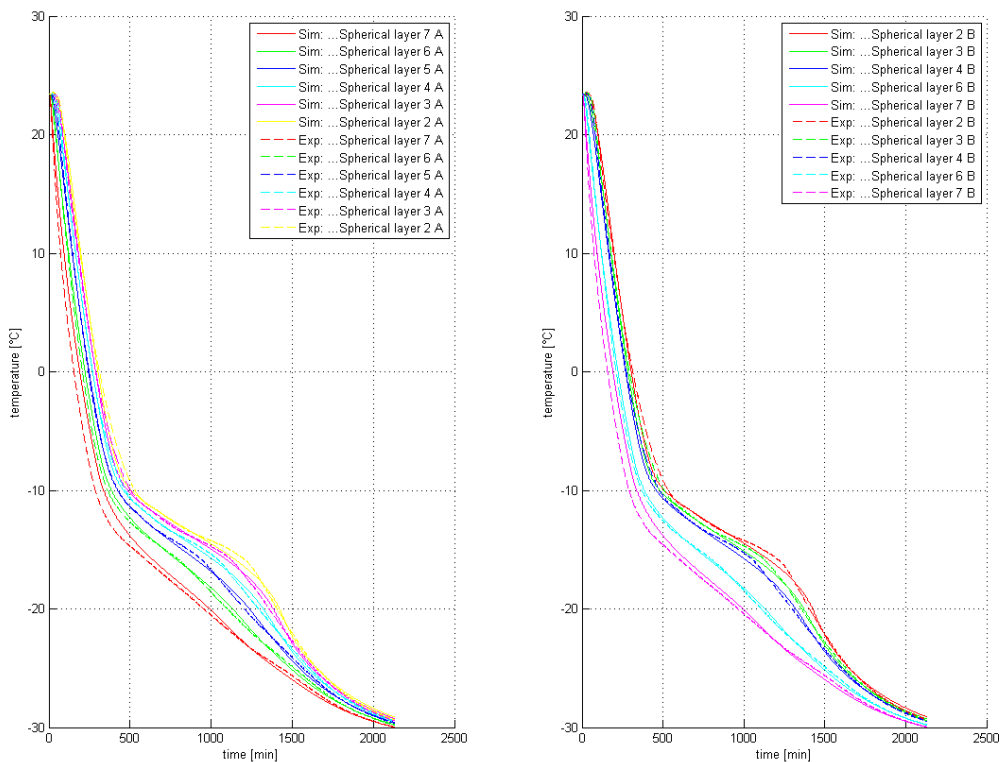 30
20
10
0
-10
-20
-30
temperature [°C]
0
500
1000
1500
2000
2500
time [min]
Sim: ...Spherical layer 7 A
Sim: ...Spherical layer 6 A
Sim: ...Spherical layer 5 A
Sim: ...Spherical layer 4 A
Sim: ...Spherical layer 3 A
Sim: ...Spherical layer 2 A
Exp: ...Spherical layer 7 A
Exp: ...Spherical layer 6 A
Exp: ...Spherical layer 5 A
Exp: ...Spherical layer 4 A
Exp: ...Spherical layer 3 A
Exp: ...Spherical layer 2 A
30
20
10
0
-10
-20
-30
temperature [°C]
0
500
1000
1500
2000
2500
time [min]
Sim: ...Spherical layer 2 B
Sim: ...Spherical layer 3 B
Sim: ...Spherical layer 4 B
Sim: ...Spherical layer 6 B
Sim: ...Spherical layer 7 B
Exp: ...Spherical layer 2 B
Exp: ...Spherical layer 3 B
Exp: ...Spherical layer 4 B
Exp: ...Spherical layer 6 B
Exp: ...Spherical layer 7 B